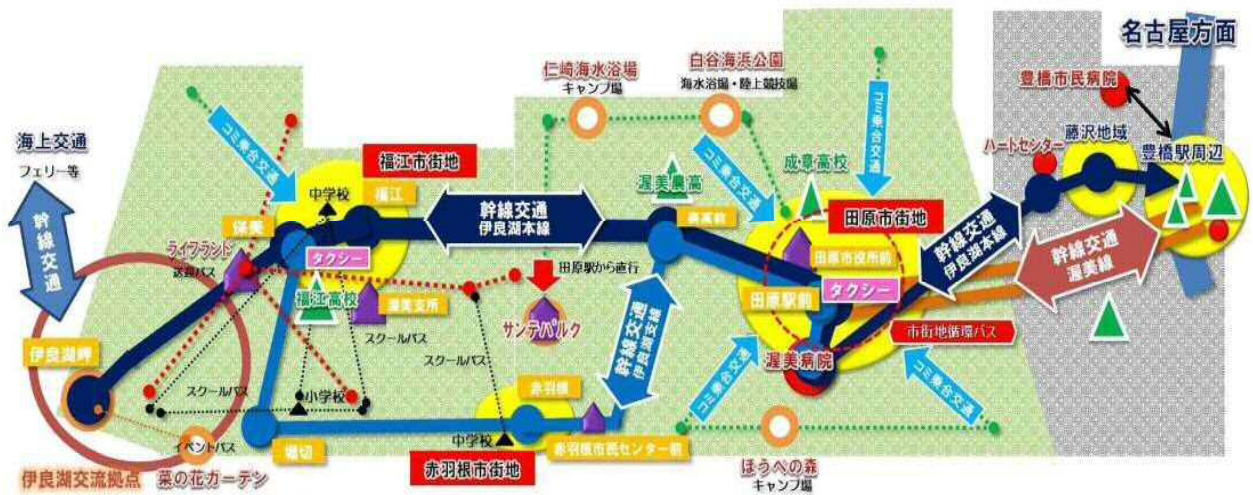 名古屋方面
豊橋市民病院
仁崎海水浴場
キャンプ場
白谷海浜公園
海水浴場・陸上競技場
海上交通
フェリー等
幹線交通
コミ乗合交通
福江市街地
中学校
福江
保美
タクシー
ライフランド
送迎バス
福江高校
渥美支所
幹線交通
伊良湖本線
渥美農高
農高前
コミ乗合交通
成章高校
コミ乗合交通
田原市街地
田原市役所前
田原駅前
タクシー
渥美病院
ハートセンター
藤沢地域
豊橋駅周辺
幹線交通
伊良湖本線
幹線交通
渥美線
市街地循環バス
田原駅から直行
サンテパルク
幹線交通
伊良湖支線
スクールバス
スクールバス
スクールバス
小学校
伊良湖岬
イベントバス
伊良湖交流拠点
菜の花ガーデン
堀切
中学校
赤羽根
赤羽根市街地
赤羽根市民センター前
コミ乗合交通
コミ乗合交通
ほうべの森
キャンプ場